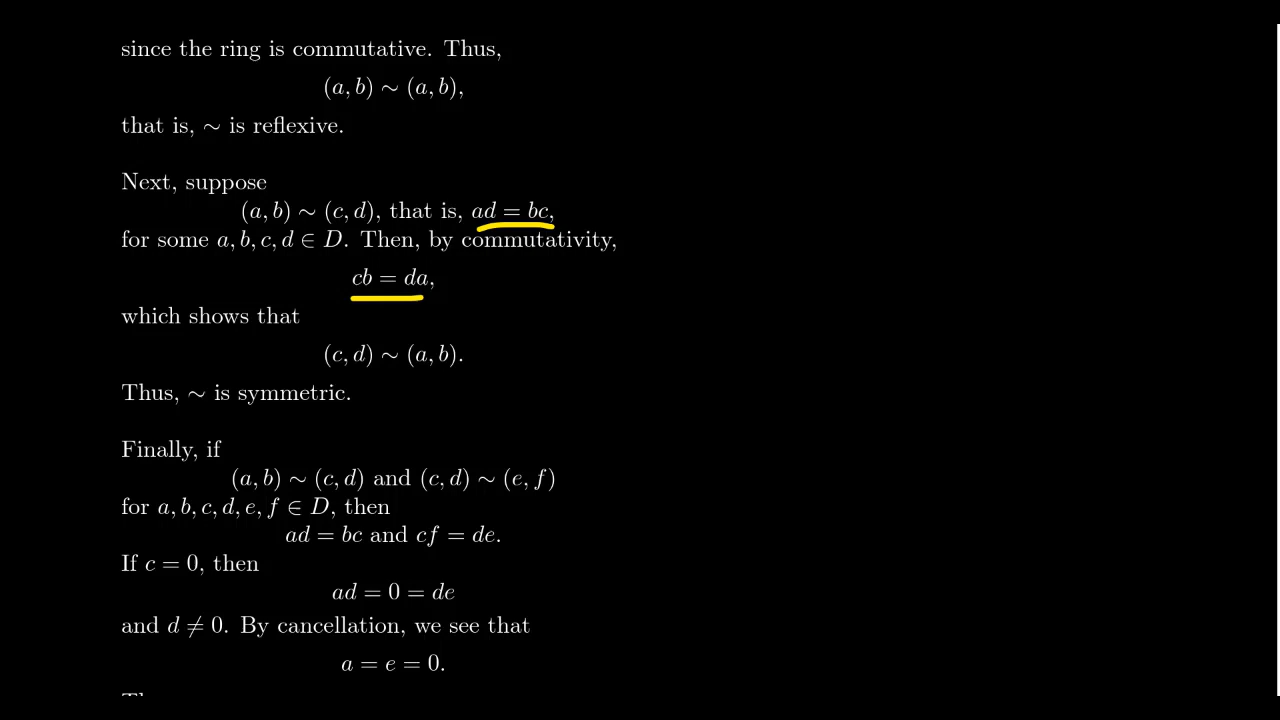 since the ring is commutative. Thus,
(a, b) ∼ (a, b),
that is, ∼ is reflexive.
Next, suppose
(a, b) ∼ (c, d), that is, ad = bc,
for some a, b, c, d ∈ D. Then, by commutativity,
cb = da,
which shows that
(c, d) ∼ (a, b).
Thus, ∼ is symmetric.
Finally, if
(a, b) ∼ (c, d) and (c, d) ∼ (e, f)
for a, b, c, d, e, f ∈ D, then
ad = bc and cf = de.
If c = 0, then
ad = 0 = de
and d ≠ 0. By cancellation, we see that
a = e = 0.